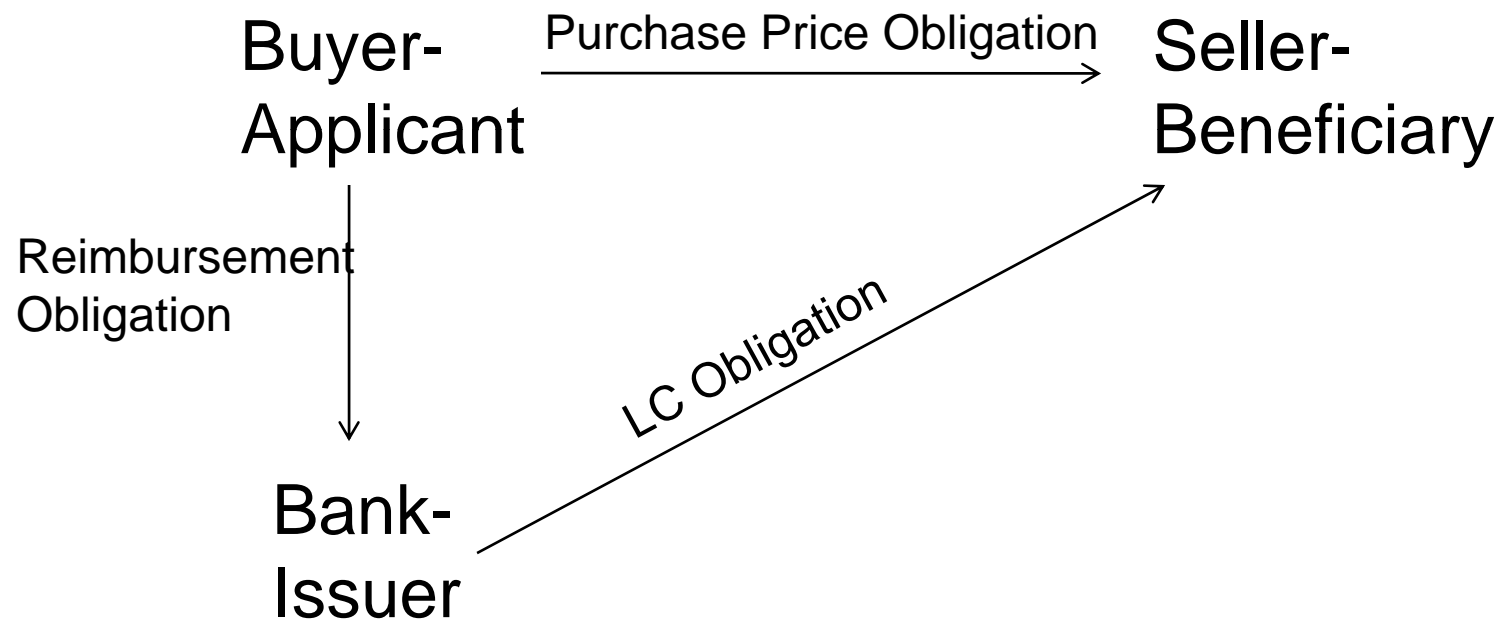 Buyer-
Applicant
Purchase Price Obligation
Seller-
Beneficiary
Reimbursement
Obligation
LC Obligation
Bank-
Issuer